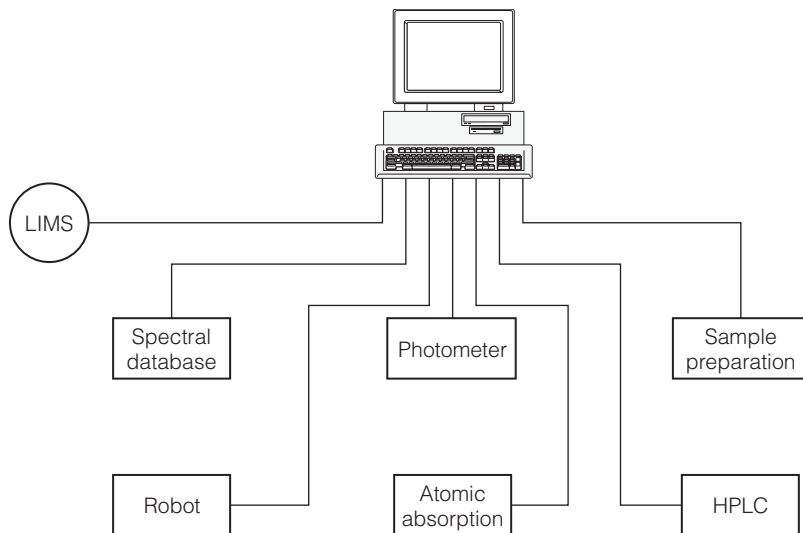 LIMS
Spectral
database
Photometer
Sample
preparation
Robot
Atomic
absorption
HPLC